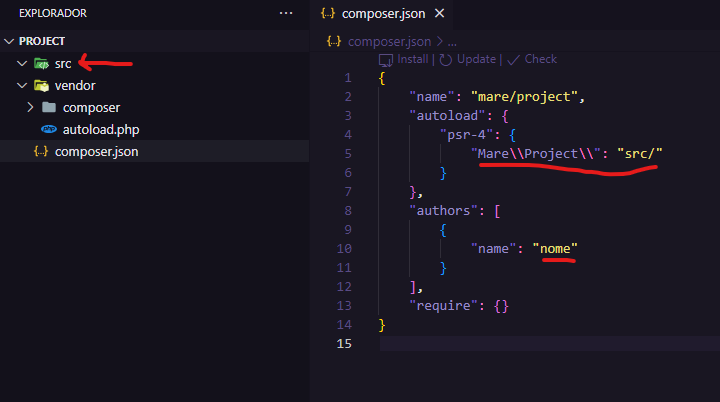 EXPLORADOR ···
PROJECT
src
vendor
composer
php autoload.php
{..} composer.json
{..} composer.json ×
{..} composer.json > ...
Install | Update | Check
1 {
2 "name": "mare/project",
3 "autoload": {
4 "psr-4": {
5 "Mare\\Project\\": "src/"
6 }
7 },
8 "authors": [
9 {
10 "name": "nome"
11 }
12 ],
13 "require": {}
14 }
15